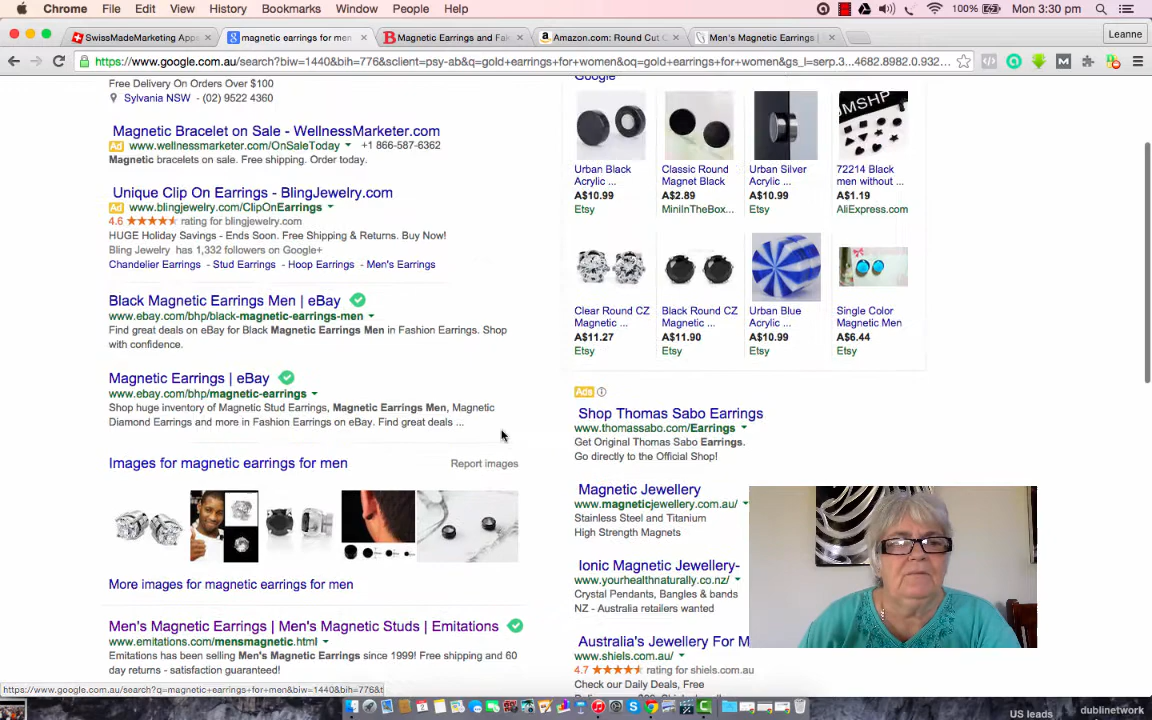 Chrome File Edit View History Bookmarks Window People Help 100% Mon 3:30 pm
SwissMadeMarketing Apps magnetic earrings for men Magnetic Earrings and Fak Amazon.com: Round Cut C Men's Magnetic Earrings Leanne
https://www.google.com.au/search?biw=1440&bih=776&sclient=psy-ab&q=gold+earrings+for+women&oq=gold+earrings+for+women&gs_l=serp.3...4682.8982.0.932...
Free Delivery On Orders Over $100
Sylvania NSW - (02) 9522 4360
Magnetic Bracelet on Sale - WellnessMarketer.com
Ad www.wellnessmarketer.com/OnSaleToday +1 866-587-6362
Magnetic bracelets on sale. Free shipping. Order today.
Unique Clip On Earrings - BlingJewelry.com
Ad www.blingjewelry.com/ClipOnEarrings
4.6 rating for blingjewelry.com
HUGE Holiday Savings - Ends Soon. Free Shipping & Returns. Buy Now!
Bling Jewelry has 1,332 followers on Google+
Chandelier Earrings - Stud Earrings - Hoop Earrings - Men's Earrings
Black Magnetic Earrings Men | eBay
www.ebay.com/bhp/black-magnetic-earrings-men
Find great deals on eBay for Black Magnetic Earrings Men in Fashion Earrings. Shop
with confidence.
Magnetic Earrings | eBay
www.ebay.com/bhp/magnetic-earrings
Shop huge inventory of Magnetic Stud Earrings, Magnetic Earrings Men, Magnetic
Diamond Earrings and more in Fashion Earrings on eBay. Find great deals ...
Images for magnetic earrings for men Report images
More images for magnetic earrings for men
Men's Magnetic Earrings | Men's Magnetic Studs | Emitations
www.emitations.com/mensmagnetic.html
Emitations has been selling Men's Magnetic Earrings since 1999! Free shipping and 60
day returns - satisfaction guaranteed!
https://www.google.com.au/search?q=magnetic+earrings+for+men&biw=1440&bih=776&t
Google
UMSHP
Urban Black Classic Round Urban Silver 72214 Black
Acrylic ... Magnet Black Acrylic ... men without ...
A$10.99 A$2.89 A$10.99 A$1.19
Etsy MiniInTheBox... Etsy AliExpress.com
Clear Round CZ Black Round CZ Urban Blue Single Color
Magnetic ... Magnetic ... Acrylic ... Magnetic Men
A$11.27 A$11.90 A$10.99 A$6.44
Etsy Etsy Etsy Etsy
Ads
Shop Thomas Sabo Earrings
www.thomassabo.com/Earrings
Get Original Thomas Sabo Earrings.
Go directly to the Official Shop!
Magnetic Jewellery
www.magneticjewellery.com.au/
Stainless Steel and Titanium
High Strength Magnets
Ionic Magnetic Jewellery-
www.yourhealthnaturally.co.nz/
Crystal Pendants, Bangles & bands
NZ - Australia retailers wanted
Australia's Jewellery For M
www.shiels.com.au/
4.7 rating for shiels.com.au
Check our Daily Deals, Free
US leads dublinetwork